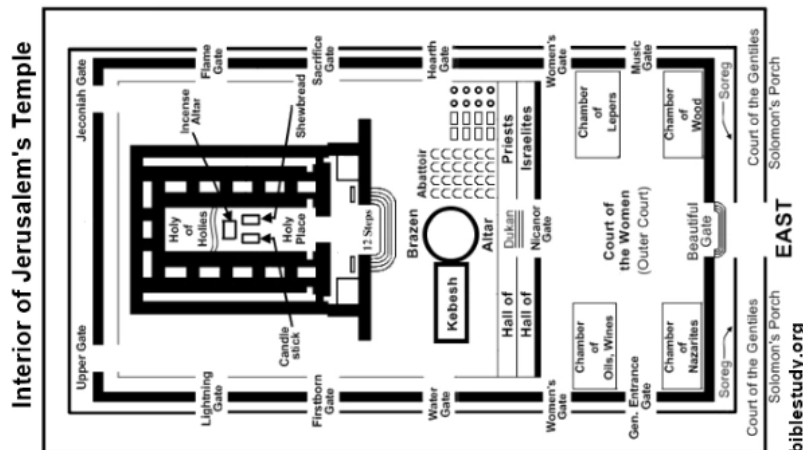 Interior of Jerusalem's Temple
Jeconiah Gate
Upper Gate
Flame
Gate
Sacrifice
Gate
Hearth
Gate
Women's
Gate
Music
Gate
Incense
Altar
Shewbread
Holy
of
Holies
Holy
Place
Candle
stick
12 Steps
Abattoir
Brazen
Altar
Kebesh
Priests
Israelites
Dukan
Nicanor
Gate
Hall of
Hall of
Chamber
of
Lepers
Chamber
of
Wood
Court of
the Women
(Outer Court)
Beautiful
Gate
Chamber
of
Oils, Wines
Chamber
of
Nazarites
Soreg
Soreg
Court of the Gentiles
Solomon's Porch
EAST
Court of the Gentiles
Solomon's Porch
Lightning
Gate
Firstborn
Gate
Water
Gate
Women's
Gate
Gen. Entrance
Gate
biblestudy.org